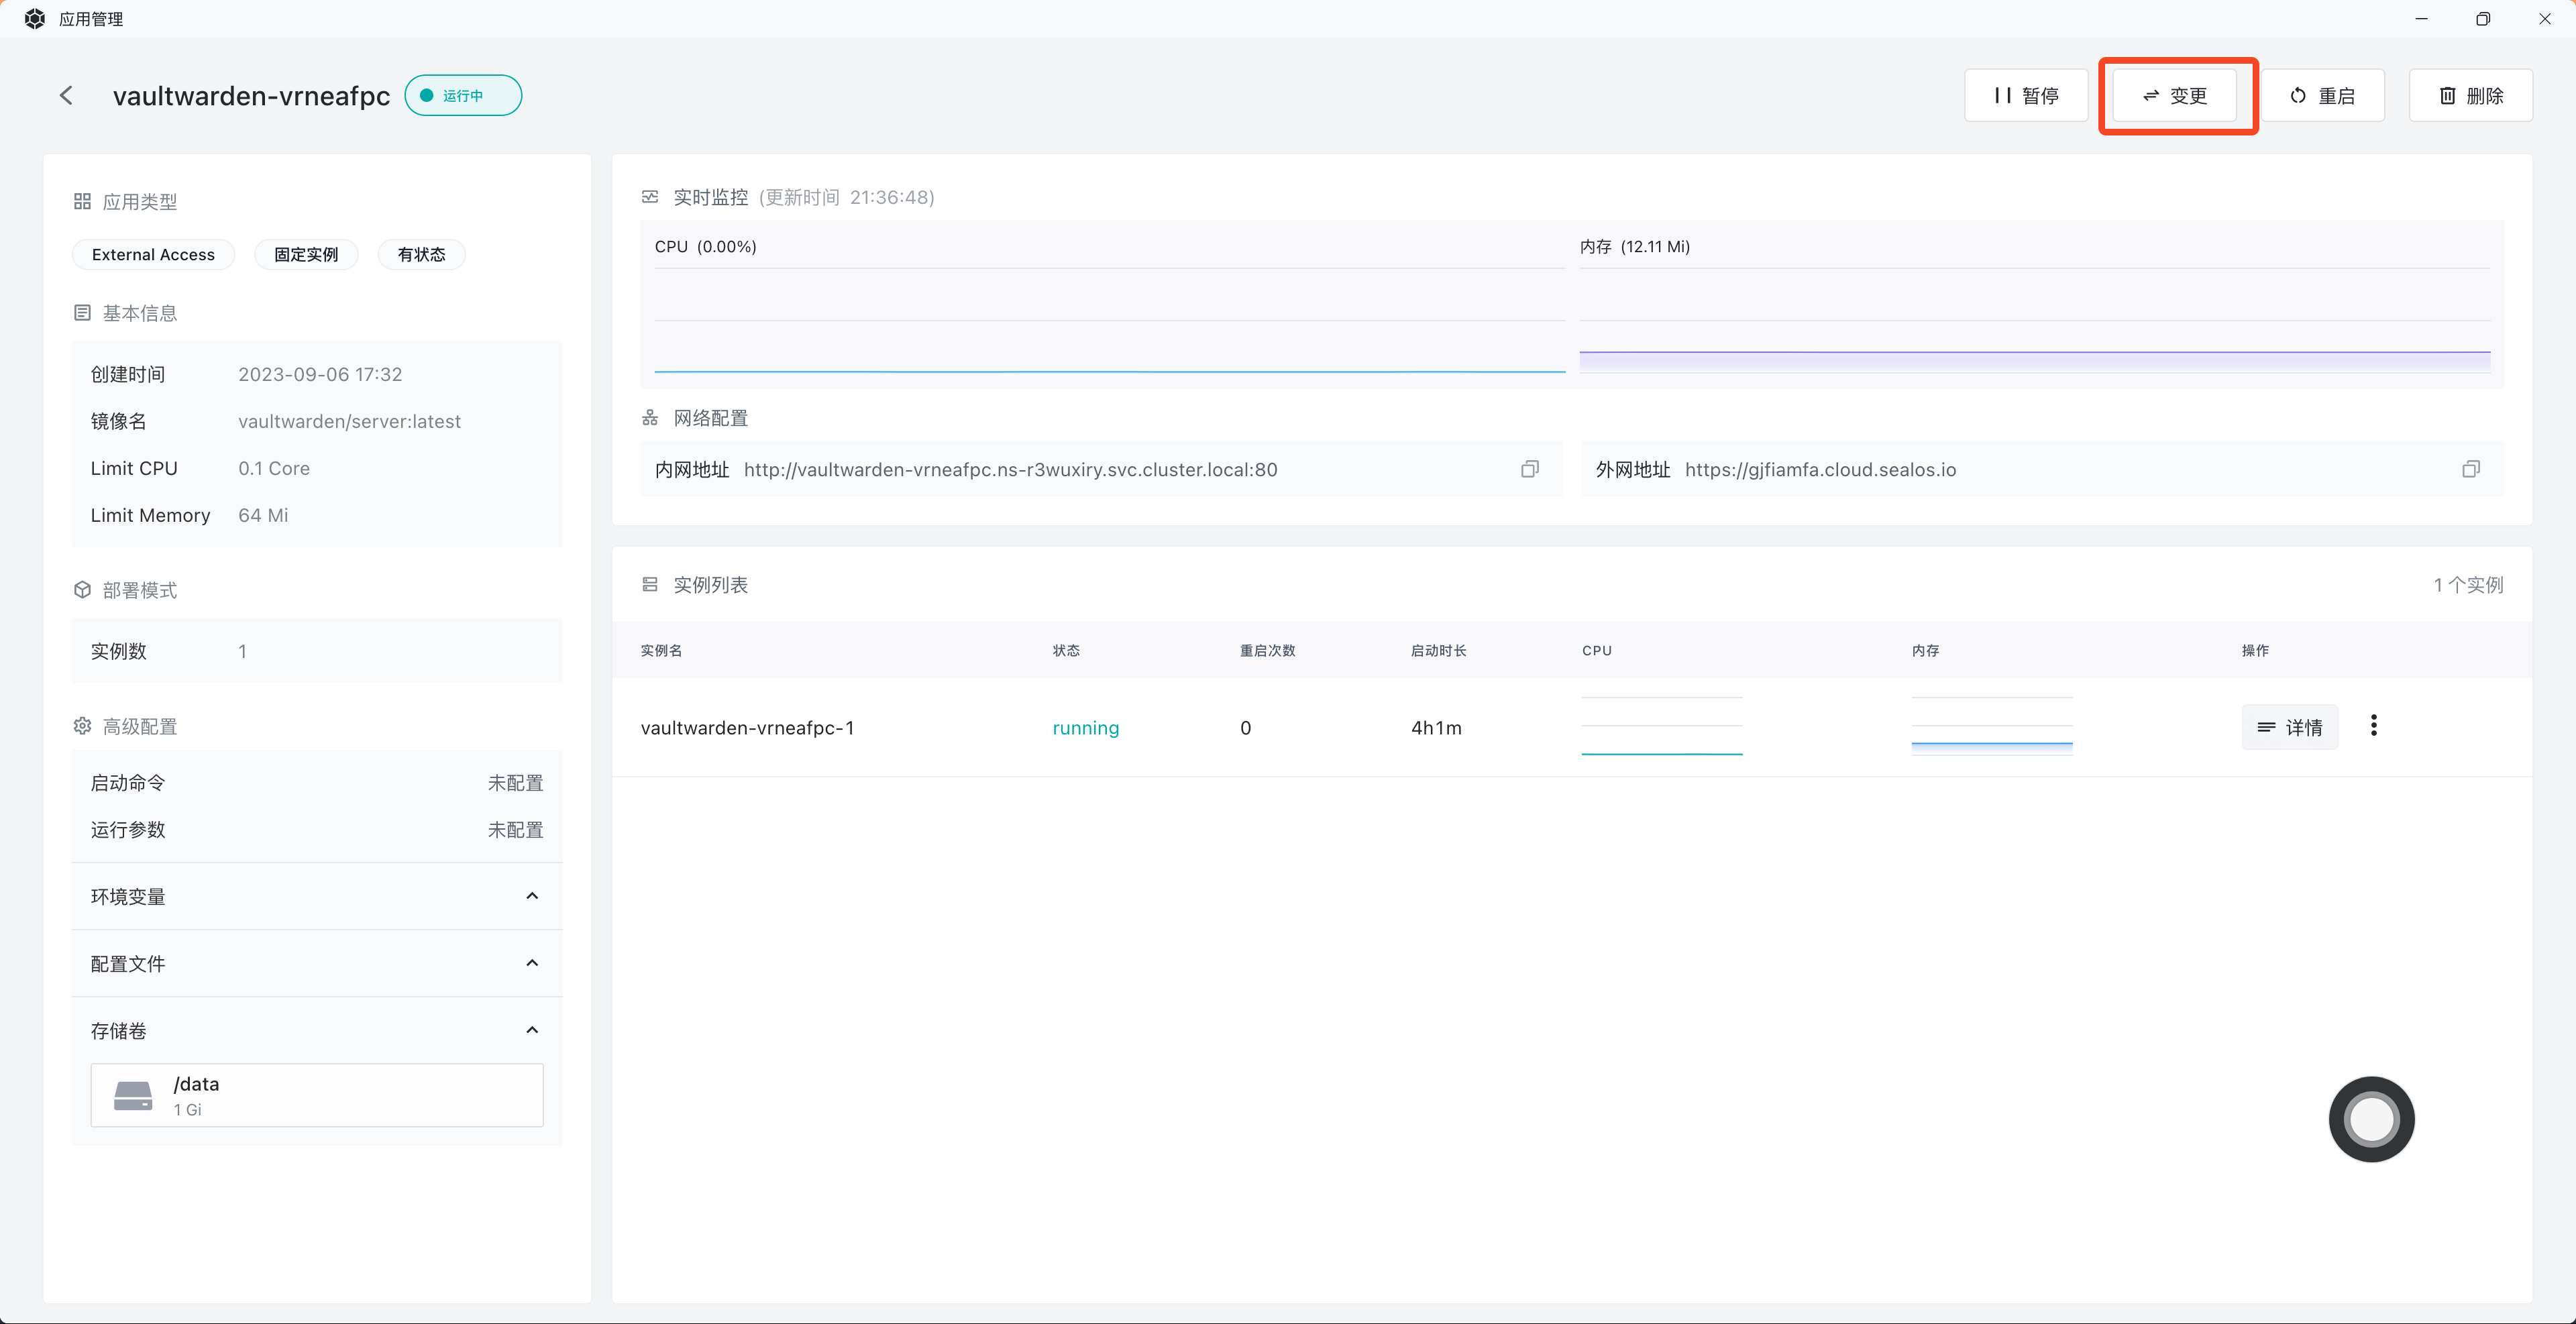 应用管理
vaultwarden-vrneafpc
运行中
暂停
变更
重启
删除
应用类型
External Access
固定实例
有状态
基本信息
创建时间 2023-09-06 17:32
镜像名 vaultwarden/server:latest
Limit CPU 0.1 Core
Limit Memory 64 Mi
部署模式
实例数 1
高级配置
启动命令 未配置
运行参数 未配置
环境变量
配置文件
存储卷
/data
1 Gi
实时监控 (更新时间 21:36:48)
CPU (0.00%)
内存 (12.11 Mi)
网络配置
内网地址 http://vaultwarden-vrneafpc.ns-r3wuxiry.svc.cluster.local:80
外网地址 https://gjfiamfa.cloud.sealos.io
实例列表
1 个实例
实例名 状态 重启次数 启动时长 CPU 内存 操作
vaultwarden-vrneafpc-1 running 0 4h1m 详情